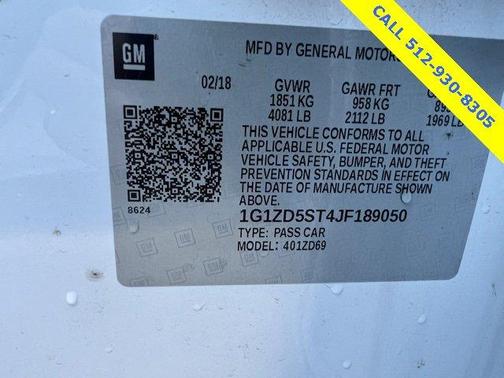 CALL 512-930-8305
GM
MFD BY GENERAL MOTORS
02/18 GVWR GAWR FRT
1851 KG 958 KG
4081 LB 2112 LB 1969 LB
THIS VEHICLE CONFORMS TO ALL
APPLICABLE U.S. FEDERAL MOTOR
VEHICLE SAFETY, BUMPER, AND THEFT
PREVENTION STANDARDS IN EFFECT ON
THE DATE OF MANUFACTURE SHOWN
ABOVE.
8624
1G1ZD5ST4JF189050
TYPE: PASS CAR
MODEL: 401ZD69